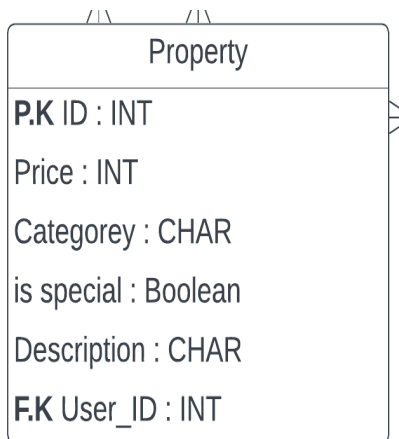 Property
P.K ID : INT
Price : INT
Categorey : CHAR
is special : Boolean
Description : CHAR
F.K User_ID : INT